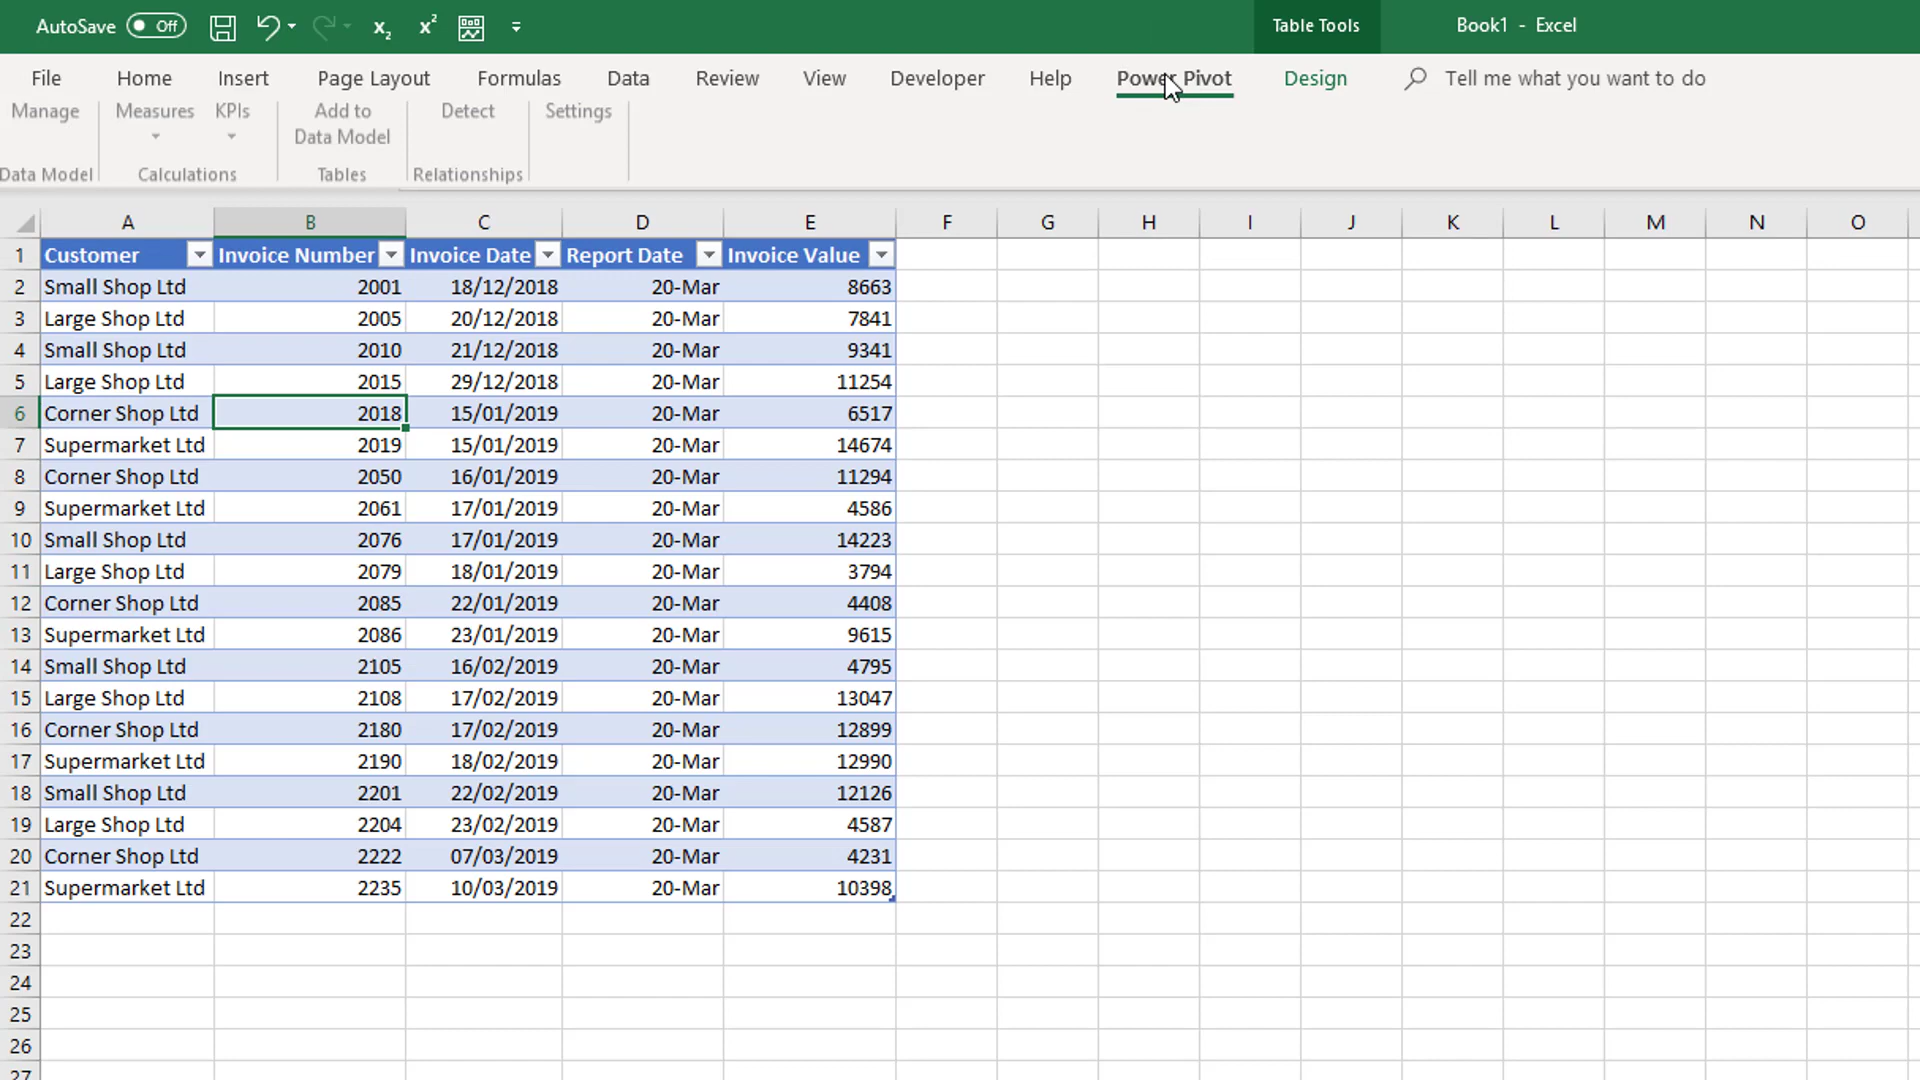 AutoSave Off x₂ x² Table Tools Book1 - Excel
File Home Insert Page Layout Formulas Data Review View Developer Help Power Pivot Design Tell me what you want to do
Manage Measures KPIs Add to Detect Settings
Data Model
Data Model Calculations Tables Relationships
A B C D E F G H I J K L M N O
1 Customer Invoice Number Invoice Date Report Date Invoice Value
2 Small Shop Ltd 2001 18/12/2018 20-Mar 8663
3 Large Shop Ltd 2005 20/12/2018 20-Mar 7841
4 Small Shop Ltd 2010 21/12/2018 20-Mar 9341
5 Large Shop Ltd 2015 29/12/2018 20-Mar 11254
6 Corner Shop Ltd 2018 15/01/2019 20-Mar 6517
7 Supermarket Ltd 2019 15/01/2019 20-Mar 14674
8 Corner Shop Ltd 2050 16/01/2019 20-Mar 11294
9 Supermarket Ltd 2061 17/01/2019 20-Mar 4586
10 Small Shop Ltd 2076 17/01/2019 20-Mar 14223
11 Large Shop Ltd 2079 18/01/2019 20-Mar 3794
12 Corner Shop Ltd 2085 22/01/2019 20-Mar 4408
13 Supermarket Ltd 2086 23/01/2019 20-Mar 9615
14 Small Shop Ltd 2105 16/02/2019 20-Mar 4795
15 Large Shop Ltd 2108 17/02/2019 20-Mar 13047
16 Corner Shop Ltd 2180 17/02/2019 20-Mar 12899
17 Supermarket Ltd 2190 18/02/2019 20-Mar 12990
18 Small Shop Ltd 2201 22/02/2019 20-Mar 12126
19 Large Shop Ltd 2204 23/02/2019 20-Mar 4587
20 Corner Shop Ltd 2222 07/03/2019 20-Mar 4231
21 Supermarket Ltd 2235 10/03/2019 20-Mar 10398
22
23
24
25
26
27